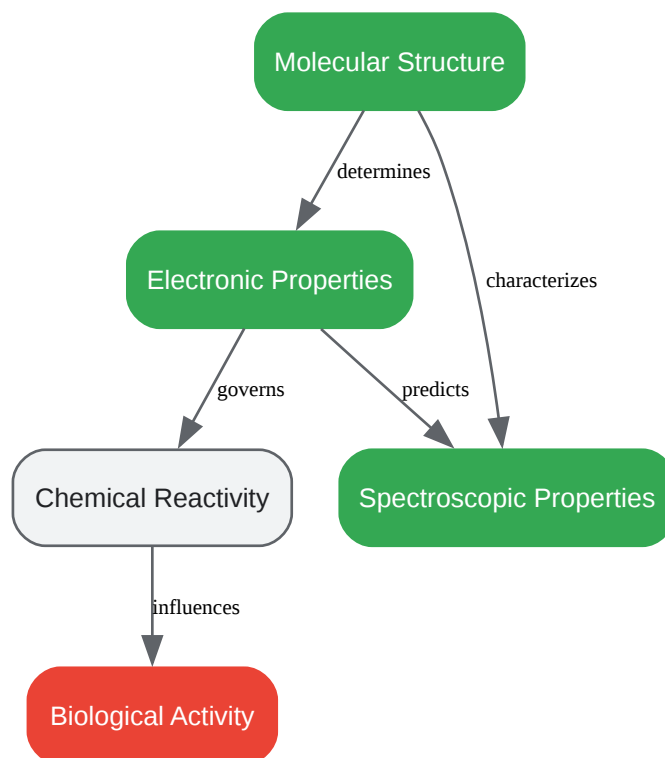 Molecular Structure
determines
Electronic Properties
characterizes
governs
predicts
Chemical Reactivity
Spectroscopic Properties
influences
Biological Activity